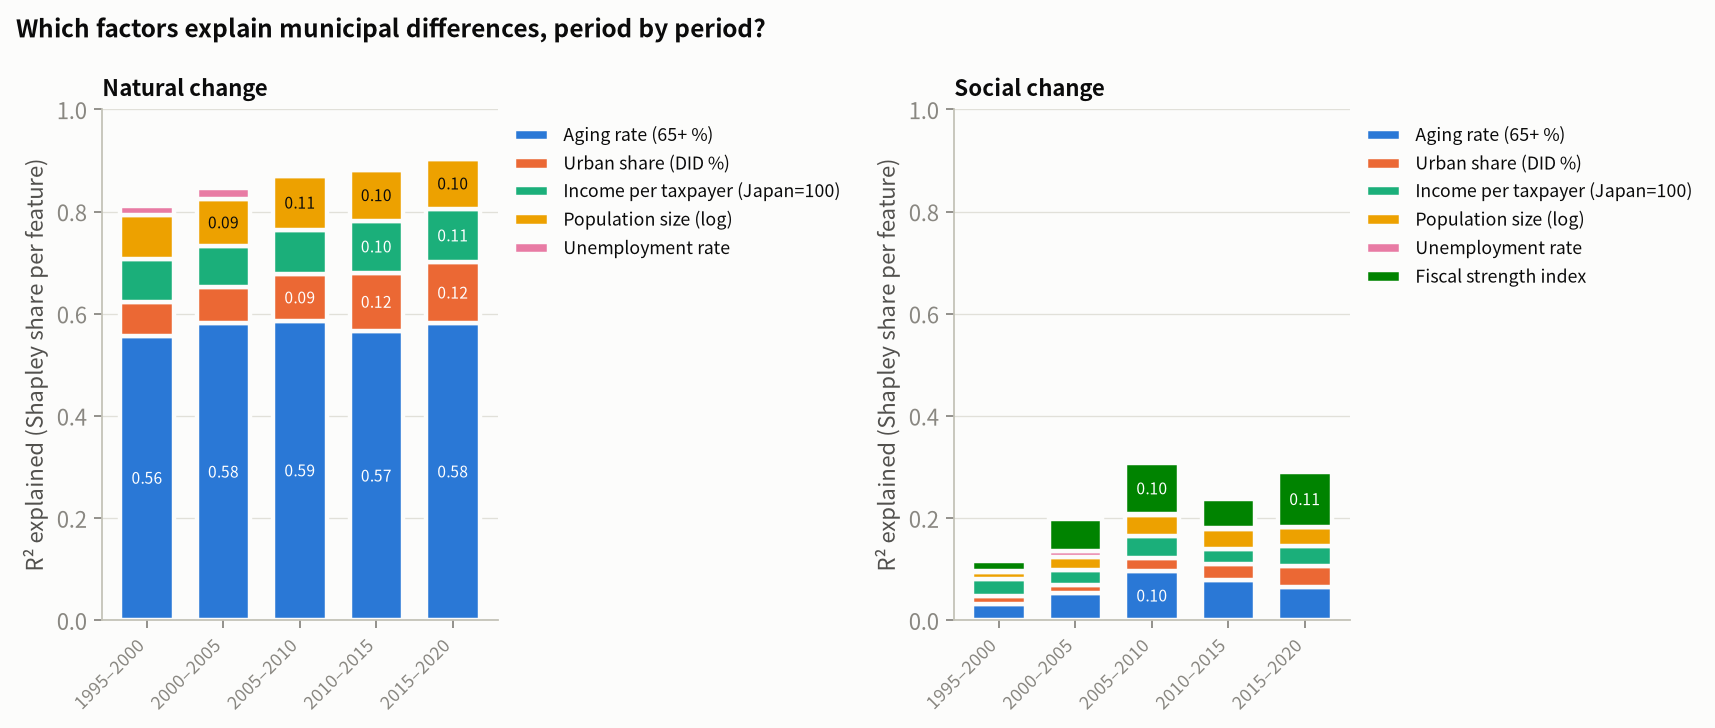 Which factors explain municipal differences, period by period?
Natural change
R² explained (Shapley share per feature)
1.0
0.8
0.6
0.4
0.2
0.0
0.56
0.58
0.09
0.59
0.09
0.11
0.57
0.12
0.10
0.10
0.58
0.12
0.11
0.10
1995–2000
2000–2005
2005–2010
2010–2015
2015–2020
Aging rate (65+ %)
Urban share (DID %)
Income per taxpayer (Japan=100)
Population size (log)
Unemployment rate
Social change
R² explained (Shapley share per feature)
1.0
0.8
0.6
0.4
0.2
0.0
0.10
0.10
0.11
1995–2000
2000–2005
2005–2010
2010–2015
2015–2020
Aging rate (65+ %)
Urban share (DID %)
Income per taxpayer (Japan=100)
Population size (log)
Unemployment rate
Fiscal strength index